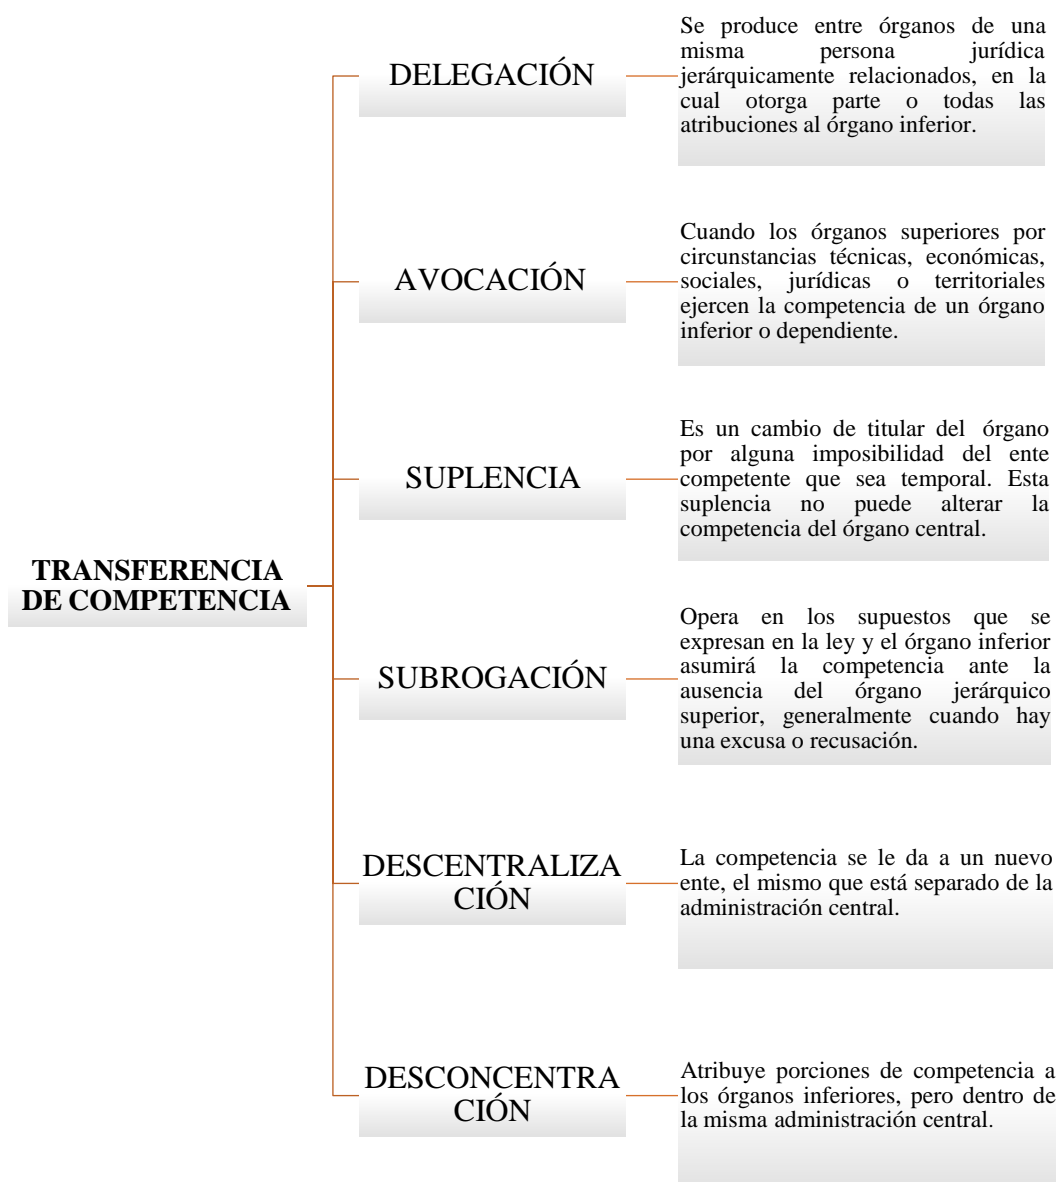 TRANSFERENCIA
DE COMPETENCIA
DELEGACIÓN
Se produce entre órganos de una
misma persona jurídica
jerárquicamente relacionados, en la
cual otorga parte o todas las
atribuciones al órgano inferior.
AVOCACIÓN
Cuando los órganos superiores por
circunstancias técnicas, económicas,
sociales, jurídicas o territoriales
ejercen la competencia de un órgano
inferior o dependiente.
SUPLENCIA
Es un cambio de titular del órgano
por alguna imposibilidad del ente
competente que sea temporal. Esta
suplencia no puede alterar la
competencia del órgano central.
SUBROGACIÓN
Opera en los supuestos que se
expresan en la ley y el órgano inferior
asumirá la competencia ante la
ausencia del órgano jerárquico
superior, generalmente cuando hay
una excusa o recusación.
DESCENTRALIZA
CIÓN
La competencia se le da a un nuevo
ente, el mismo que está separado de la
administración central.
DESCONCENTRA
CIÓN
Atribuye porciones de competencia a
los órganos inferiores, pero dentro de
la misma administración central.